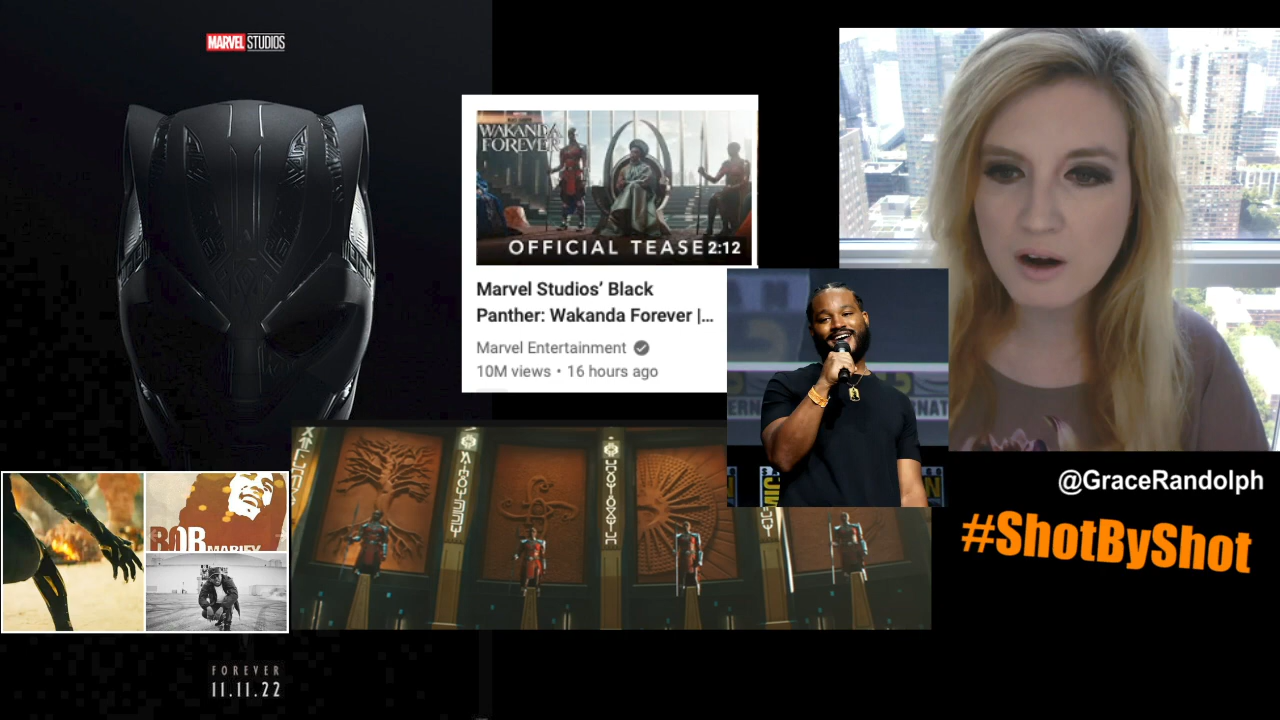 MARVEL STUDIOS
WAKANDA
FOREVER
OFFICIAL TEASE
2:12
Marvel Studios’ Black
Panther: Wakanda Forever |...
Marvel Entertainment
10M views • 16 hours ago
BOB
MARLEY
@GraceRandolph
#ShotByShot
FOREVER
11.11.22